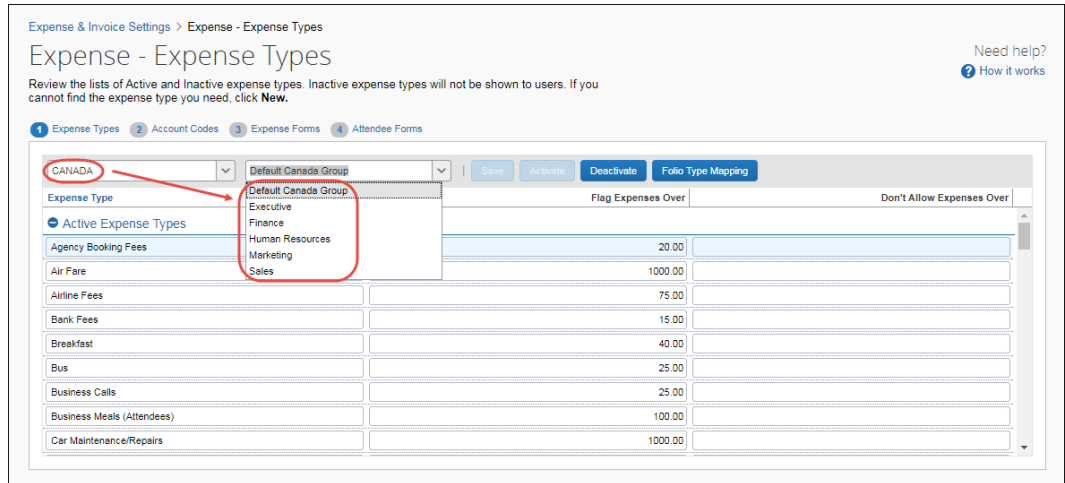 Expense & Invoice Settings > Expense - Expense Types
Expense - Expense Types
Need help?
? How it works
Review the lists of Active and Inactive expense types. Inactive expense types will not be shown to users. If you
cannot find the expense type you need, click New.
1 Expense Types 2 Account Codes 3 Expense Forms 4 Attendee Forms
CANADA Default Canada Group | Save Activate Deactivate Folio Type Mapping
Default Canada Group
Executive
Finance
Human Resources
Marketing
Sales
Expense Type Flag Expenses Over Don't Allow Expenses Over
Active Expense Types
Agency Booking Fees 20.00
Air Fare 1000.00
Airline Fees 75.00
Bank Fees 15.00
Breakfast 40.00
Bus 25.00
Business Calls 25.00
Business Meals (Attendees) 100.00
Car Maintenance/Repairs 1000.00